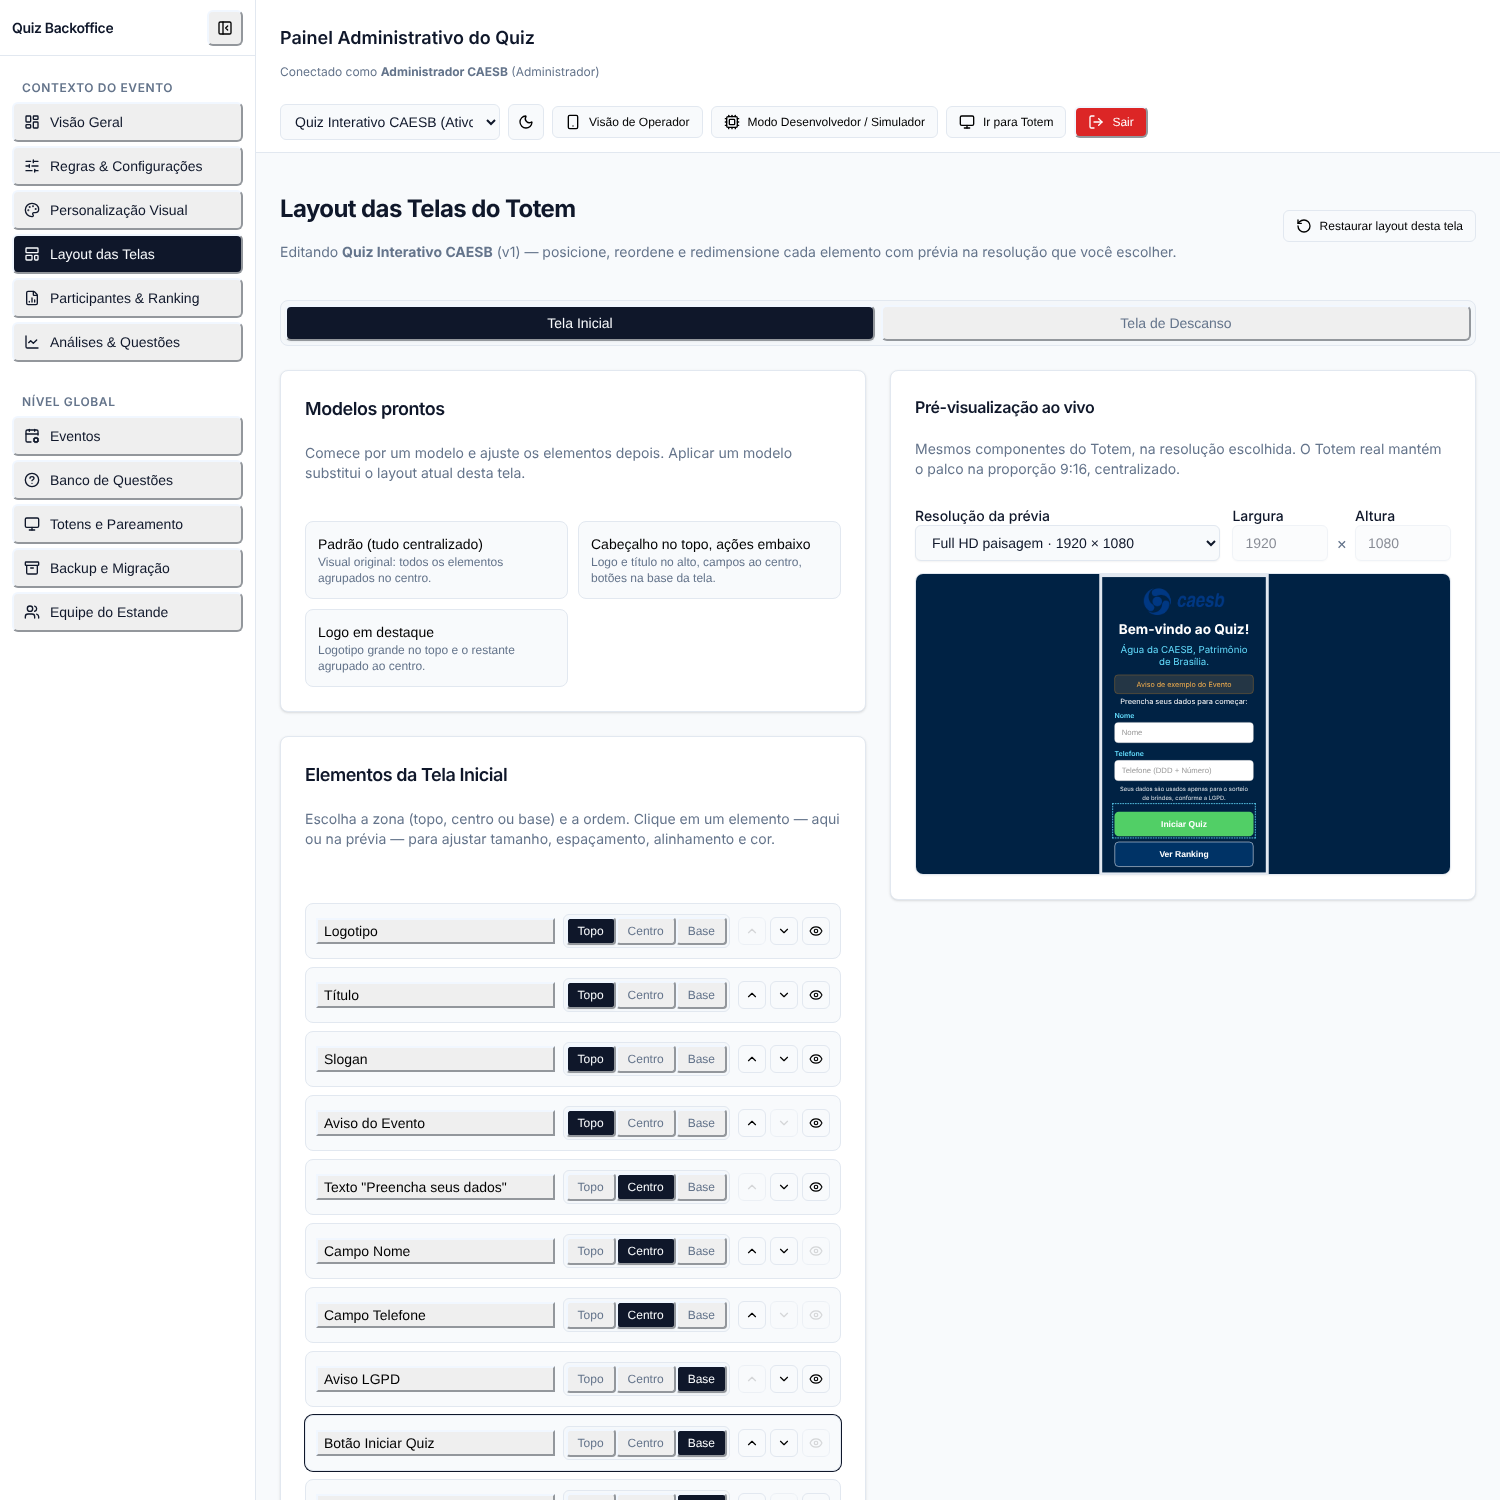 Quiz Backoffice
CONTEXTO DO EVENTO
Visão Geral
Regras & Configurações
Personalização Visual
Layout das Telas
Participantes & Ranking
Análises & Questões
NÍVEL GLOBAL
Eventos
Banco de Questões
Totens e Pareamento
Backup e Migração
Equipe do Estande
Painel Administrativo do Quiz
Conectado como Administrador CAESB (Administrador)
Quiz Interativo CAESB (Ativo
Visão de Operador
Modo Desenvolvedor / Simulador
Ir para Totem
Sair
Layout das Telas do Totem
Editando Quiz Interativo CAESB (v1) — posicione, reordene e redimensione cada elemento com prévia na resolução que você escolher.
Restaurar layout desta tela
Tela Inicial
Tela de Descanso
Modelos prontos
Comece por um modelo e ajuste os elementos depois. Aplicar um modelo
substitui o layout atual desta tela.
Padrão (tudo centralizado)
Visual original: todos os elementos
agrupados no centro.
Cabeçalho no topo, ações embaixo
Logo e título no alto, campos ao centro,
botões na base da tela.
Logo em destaque
Logotipo grande no topo e o restante
agrupado ao centro.
Elementos da Tela Inicial
Escolha a zona (topo, centro ou base) e a ordem. Clique em um elemento — aqui
ou na prévia — para ajustar tamanho, espaçamento, alinhamento e cor.
Logotipo Topo Centro Base
Título Topo Centro Base
Slogan Topo Centro Base
Aviso do Evento Topo Centro Base
Texto "Preencha seus dados" Topo Centro Base
Campo Nome Topo Centro Base
Campo Telefone Topo Centro Base
Aviso LGPD Topo Centro Base
Botão Iniciar Quiz Topo Centro Base
Pré-visualização ao vivo
Mesmos componentes do Totem, na resolução escolhida. O Totem real mantém
o palco na proporção 9:16, centralizado.
Resolução da prévia Largura Altura
Full HD paisagem · 1920 × 1080 1920 × 1080
caesb
Bem-vindo ao Quiz!
Água da CAESB, Patrimônio
de Brasília.
Aviso de exemplo do Evento
Preencha seus dados para começar:
Nome
Nome
Telefone
Telefone (DDD + Número)
Seus dados são usados apenas para o sorteio
de brindes, conforme a LGPD.
Iniciar Quiz
Ver Ranking